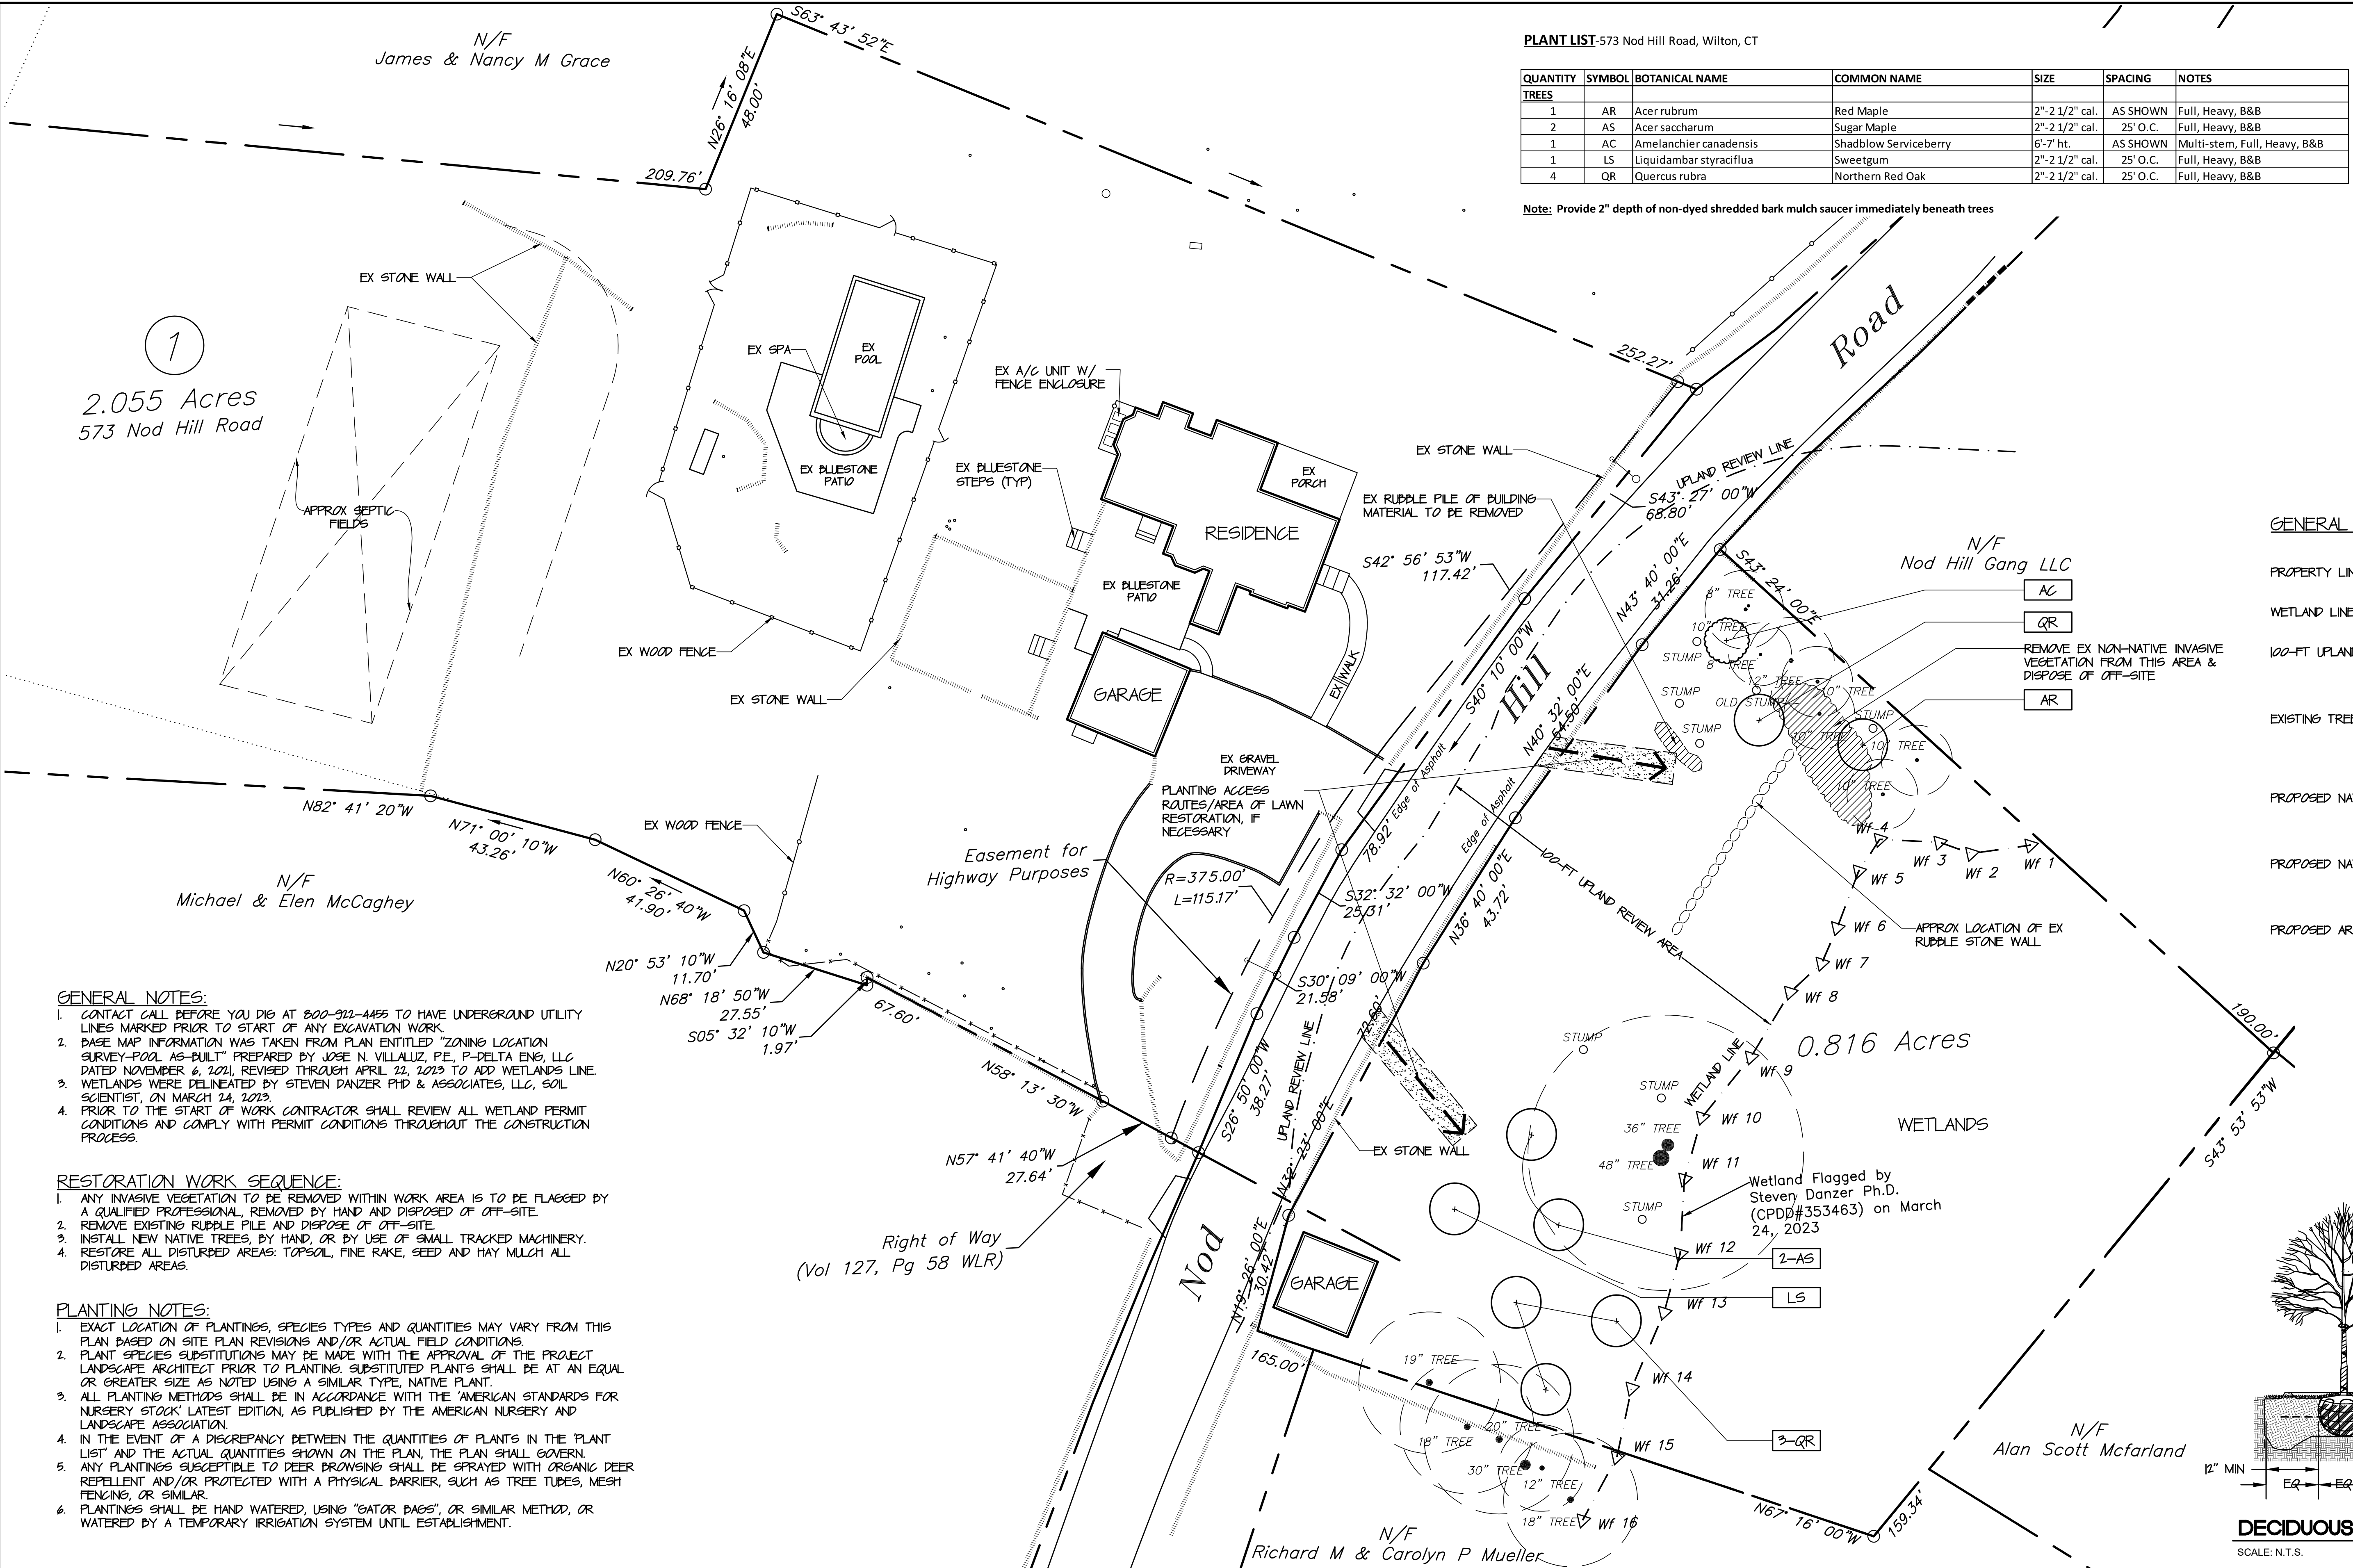 N/F
James & Nancy M Grace
S63° 43' 52"E
N26° 16' 08"E
48.00'
209.76'
PLANT LIST-573 Nod Hill Road, Wilton, CT
QUANTITY SYMBOL BOTANICAL NAME COMMON NAME SIZE SPACING NOTES
TREES
1 AR Acer rubrum Red Maple 2"-2 1/2" cal. AS SHOWN Full, Heavy, B&B
2 AS Acer saccharum Sugar Maple 2"-2 1/2" cal. 25' O.C. Full, Heavy, B&B
1 AC Amelanchier canadensis Shadblow Serviceberry 6'-7' ht. AS SHOWN Multi-stem, Full, Heavy, B&B
1 LS Liquidambar styraciflua Sweetgum 2"-2 1/2" cal. 25' O.C. Full, Heavy, B&B
4 QR Quercus rubra Northern Red Oak 2"-2 1/2" cal. 25' O.C. Full, Heavy, B&B
Note: Provide 2" depth of non-dyed shredded bark mulch saucer immediately beneath trees
EX STONE WALL
1
2.055 Acres
573 Nod Hill Road
APPROX SEPTIC
FIELDS
EX SPA
EX
POOL
EX BLUESTONE
PATIO
EX A/C UNIT W/
FENCE ENCLOSURE
EX BLUESTONE
STEPS (TYP)
EX
PORCH
RESIDENCE
EX BLUESTONE
PATIO
EX WOOD FENCE
EX STONE WALL
GARAGE
EX WALK
252.27'
Road
EX STONE WALL
EX RUBBLE PILE OF BUILDING
MATERIAL TO BE REMOVED
UPLAND REVIEW LINE
S43° 27' 00"W
68.80'
S42° 56' 53"W
117.42'
N43° 40' 00"E
31.26'
S43° 24' 00"E
N/F
Nod Hill Gang LLC
AC
QR
REMOVE EX NON-NATIVE INVASIVE
VEGETATION FROM THIS AREA &
DISPOSE OF OFF-SITE
AR
GENERAL
PROPERTY LIN
WETLAND LINE
100-FT UPLAN
EXISTING TREE
PROPOSED NA
PROPOSED NA
PROPOSED AR
8" TREE
10" TREE
STUMP
8" TREE
12" TREE
10" TREE
STUMP
OLD STUMP
STUMP
STUMP
10" TREE
10" TREE
10" TREE
S40° 10' 00"W
Hill
N40° 32' 00"E
54.50'
Edge of Asphalt
78.92'
Edge of Asphalt
EX GRAVEL
DRIVEWAY
PLANTING ACCESS
ROUTES/AREA OF LAWN
RESTORATION, IF
NECESSARY
Easement for
Highway Purposes
R=375.00'
L=115.17'
S32° 32' 00"W
25.31'
N36° 40' 00"E
43.72'
100-FT UPLAND REVIEW AREA
Wf 4
Wf 3
Wf 2
Wf 1
Wf 5
Wf 6
APPROX LOCATION OF EX
RUBBLE STONE WALL
Wf 7
Wf 8
N82° 41' 20"W
N71° 00' 10"W
43.26'
EX WOOD FENCE
N/F
Michael & Elen McCaghey
N60° 26' 40"W
41.90'
N20° 53' 10"W
11.70'
N68° 18' 50"W
27.55'
S05° 32' 10"W
1.97'
67.60'
N58° 13' 30"W
N57° 41' 40"W
27.64'
S30° 09' 00"W
21.58'
S26° 50' 00"W
38.27'
UPLAND REVIEW LINE
72.60'
N32° 23' 00"E
EX STONE WALL
Right of Way
(Vol 127, Pg 58 WLR)
Nod
N19° 26' 00"E
30.42'
GARAGE
165.00'
STUMP
STUMP
36" TREE
48" TREE
STUMP
WETLAND LINE
0.816 Acres
Wf 9
Wf 10
WETLANDS
Wf 11
Wetland Flagged by
Steven Danzer Ph.D.
(CPDD#353463) on March
24, 2023
Wf 12
2-AS
LS
Wf 13
Wf 14
19" TREE
20" TREE
18" TREE
30" TREE
12" TREE
18" TREE
3-QR
Wf 15
Wf 16
190.00'
S43° 53' 53"W
N67° 16' 00"W
159.34'
N/F
Alan Scott Mcfarland
N/F
Richard M & Carolyn P Mueller
12" MIN
EQ EQ
DECIDUOUS
SCALE: N.T.S.
GENERAL NOTES:
1. CONTACT CALL BEFORE YOU DIG AT 800-922-4455 TO HAVE UNDERGROUND UTILITY
LINES MARKED PRIOR TO START OF ANY EXCAVATION WORK.
2. BASE MAP INFORMATION WAS TAKEN FROM PLAN ENTITLED "ZONING LOCATION
SURVEY-POOL AS-BUILT" PREPARED BY JOSE N. VILLALUZ, P.E., P-DELTA ENG, LLC
DATED NOVEMBER 6, 2021, REVISED THROUGH APRIL 22, 2023 TO ADD WETLANDS LINE.
3. WETLANDS WERE DELINEATED BY STEVEN DANZER PHD & ASSOCIATES, LLC, SOIL
SCIENTIST, ON MARCH 24, 2023.
4. PRIOR TO THE START OF WORK CONTRACTOR SHALL REVIEW ALL WETLAND PERMIT
CONDITIONS AND COMPLY WITH PERMIT CONDITIONS THROUGHOUT THE CONSTRUCTION
PROCESS.
RESTORATION WORK SEQUENCE:
1. ANY INVASIVE VEGETATION TO BE REMOVED WITHIN WORK AREA IS TO BE FLAGGED BY
A QUALIFIED PROFESSIONAL, REMOVED BY HAND AND DISPOSED OF OFF-SITE.
2. REMOVE EXISTING RUBBLE PILE AND DISPOSE OF OFF-SITE.
3. INSTALL NEW NATIVE TREES, BY HAND, OR BY USE OF SMALL TRACKED MACHINERY.
4. RESTORE ALL DISTURBED AREAS: TOPSOIL, FINE RAKE, SEED AND HAY MULCH ALL
DISTURBED AREAS.
PLANTING NOTES:
1. EXACT LOCATION OF PLANTINGS, SPECIES TYPES AND QUANTITIES MAY VARY FROM THIS
PLAN BASED ON SITE PLAN REVISIONS AND/OR ACTUAL FIELD CONDITIONS.
2. PLANT SPECIES SUBSTITUTIONS MAY BE MADE WITH THE APPROVAL OF THE PROJECT
LANDSCAPE ARCHITECT PRIOR TO PLANTING. SUBSTITUTED PLANTS SHALL BE AT AN EQUAL
OR GREATER SIZE AS NOTED USING A SIMILAR TYPE, NATIVE PLANT.
3. ALL PLANTING METHODS SHALL BE IN ACCORDANCE WITH THE 'AMERICAN STANDARDS FOR
NURSERY STOCK' LATEST EDITION, AS PUBLISHED BY THE AMERICAN NURSERY AND
LANDSCAPE ASSOCIATION.
4. IN THE EVENT OF A DISCREPANCY BETWEEN THE QUANTITIES OF PLANTS IN THE 'PLANT
LIST' AND THE ACTUAL QUANTITIES SHOWN ON THE PLAN, THE PLAN SHALL GOVERN.
5. ANY PLANTINGS SUSCEPTIBLE TO DEER BROWSING SHALL BE SPRAYED WITH ORGANIC DEER
REPELLENT AND/OR PROTECTED WITH A PHYSICAL BARRIER, SUCH AS TREE TUBES, MESH
FENCING, OR SIMILAR.
6. PLANTINGS SHALL BE HAND WATERED, USING "GATOR BAGS", OR SIMILAR METHOD, OR
WATERED BY A TEMPORARY IRRIGATION SYSTEM UNTIL ESTABLISHMENT.